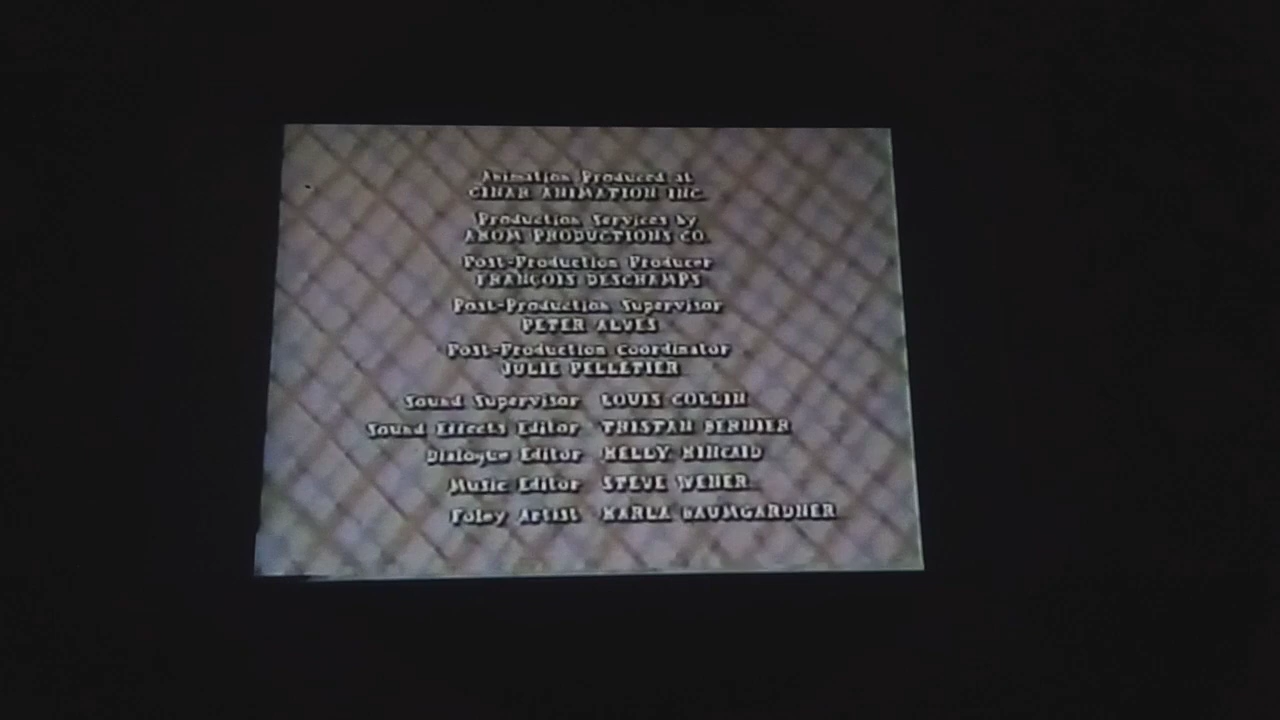 Animation Produced at
CINAR ANIMATION INC.
Production Services by
AKOM PRODUCTIONS CO.
Post-Production Producer
FRANÇOIS DESCHAMPS
Post-Production Supervisor
PETER ALVES
Post-Production Coordinator
JULIE PELLETIER
Sound Supervisor LOUIS COLLIN
Sound Effects Editor TRISTAN BERNIER
Dialogue Editor KELLY KINCAID
Music Editor STEVE WENER
Foley Artist KARLA BAUMGARDNER